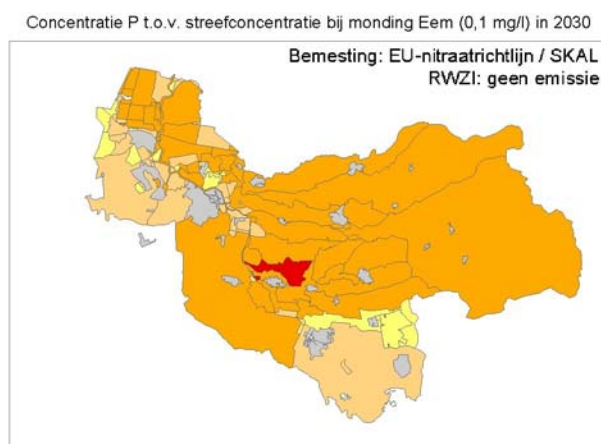 Concentratie P t.o.v. streefconcentratie bij monding Eem (0,1 mg/l) in 2030
Bemesting: EU-nitraatrichtlijn / SKAL
RWZI: geen emissie